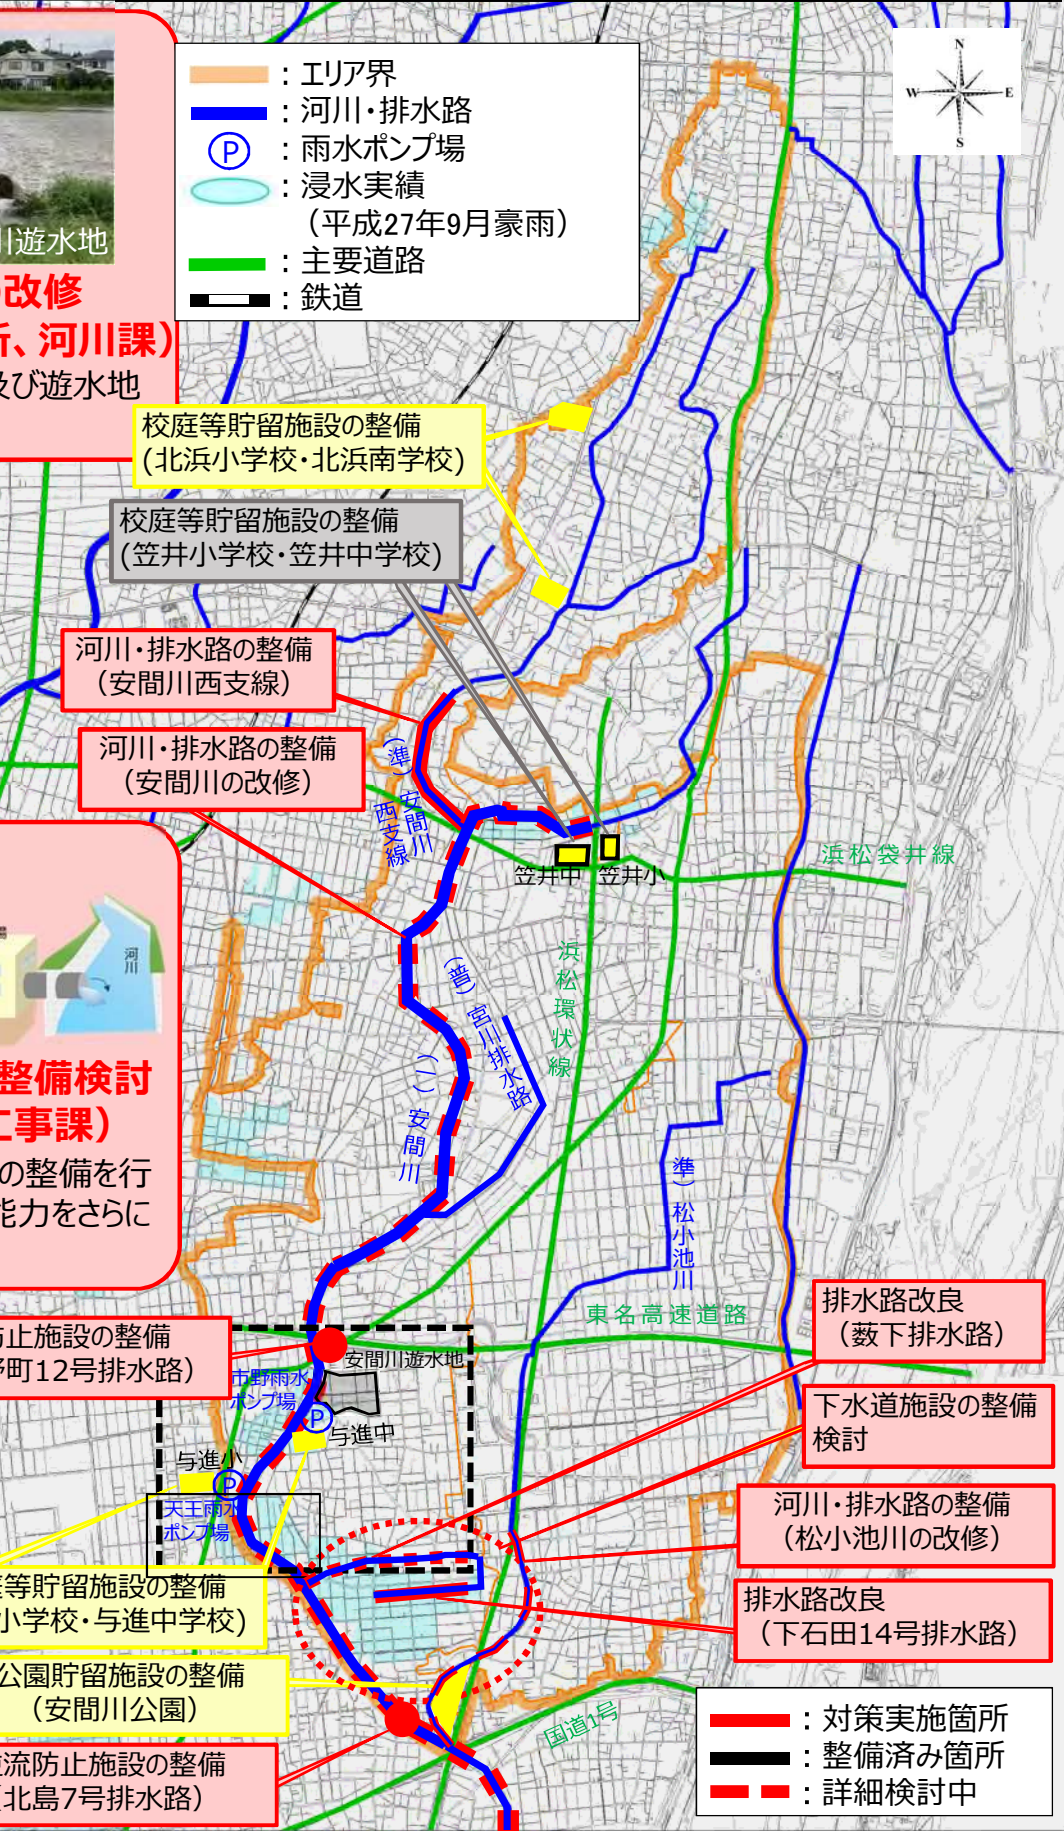 ：エリア界
：河川・排水路
P
：雨水ポンプ場
：浸水実績
（平成27年9月豪雨）
：主要道路
：鉄道
N
W
E
S
川遊水地
改修
、河川課）
及び遊水地
校庭等貯留施設の整備
(北浜小学校・北浜南学校)
校庭等貯留施設の整備
(笠井小学校・笠井中学校)
河川・排水路の整備
（安間川西支線）
河川・排水路の整備
（安間川の改修）
（準）安間川
西支線
笠井中
笠井小
浜松袋井線
浜松環状線
（普）宮川排水路
（一）安間川
河川
整備検討
工事課）
の整備を行
能力をさらに
準）松小池川
東名高速道路
排水路改良
（薮下排水路）
止施設の整備
野町12号排水路）
安間川遊水地
市野雨水
ポンプ場
P
与進中
与進小
P
天王雨水
ポンプ場
下水道施設の整備
検討
河川・排水路の整備
（松小池川の改修）
等貯留施設の整備
小学校・与進中学校)
排水路改良
（下石田14号排水路）
公園貯留施設の整備
（安間川公園）
国道1号
流防止施設の整備
北島7号排水路）
：対策実施箇所
：整備済み箇所
：詳細検討中